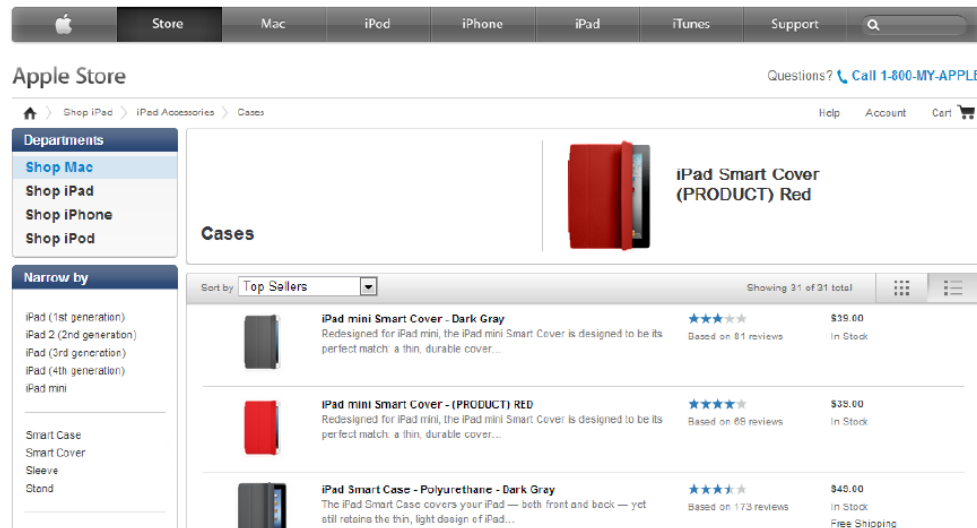 Store
Mac
iPod
iPhone
iPad
iTunes
Support
Apple Store
Questions? Call 1-800-MY-APPLE
Shop iPad
iPad Accessories
Cases
Help
Account
Cart
Departments
Shop Mac
Shop iPad
Shop iPhone
Shop iPod
iPad Smart Cover
(PRODUCT) Red
Cases
Narrow by
iPad (1st generation)
iPad 2 (2nd generation)
iPad (3rd generation)
iPad (4th generation)
iPad mini
Smart Case
Smart Cover
Sleeve
Stand
Sort by Top Sellers
Showing 31 of 31 total
iPad mini Smart Cover - Dark Gray
Redesigned for iPad mini, the iPad mini Smart Cover is designed to be its
perfect match: a thin, durable cover...
Based on 81 reviews
$39.00
In Stock
iPad mini Smart Cover - (PRODUCT) RED
Redesigned for iPad mini, the iPad mini Smart Cover is designed to be its
perfect match: a thin, durable cover...
Based on 69 reviews
$39.00
In Stock
iPad Smart Case - Polyurethane - Dark Gray
The iPad Smart Case covers your iPad — both front and back — yet
still retains the thin, light design of iPad...
Based on 173 reviews
$49.00
In Stock
Free Shipping